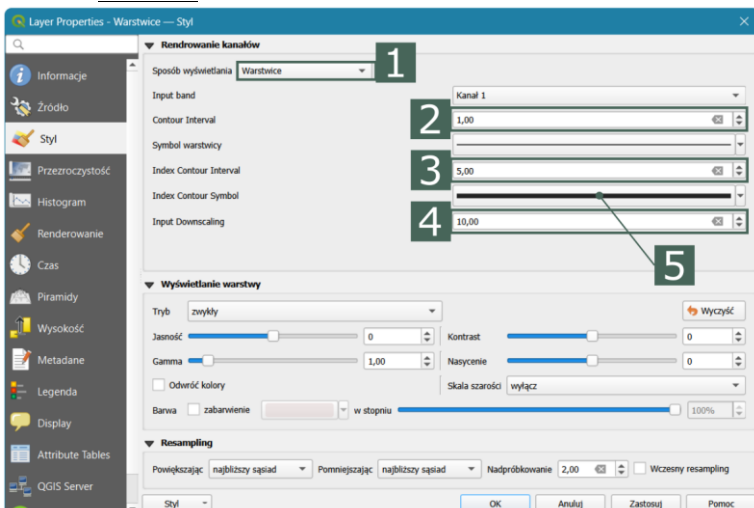 Layer Properties - Warstwice — Styl
Informacje
Źródło
Styl
Przezroczystość
Histogram
Renderowanie
Czas
Piramidy
Wysokość
Metadane
Legenda
Display
Attribute Tables
QGIS Server
Rendrowanie kanałów
Sposób wyświetlania Warstwice 1
Input band Kanał 1
Contour Interval 2 1,00
Symbol warstwicy
Index Contour Interval 3 5,00
Index Contour Symbol
Input Downscaling 4 10,00
5
Wyświetlanie warstwy
Tryb zwykły Wyczyść
Jasność 0 Kontrast 0
Gamma 1,00 Nasycenie 0
Odwróć kolory Skala szarości wyłącz
Barwa zabarwienie w stopniu 100%
Resampling
Powiększając najbliższy sąsiad Pomniejszając najbliższy sąsiad Nadpróbkowanie 2,00 Wczesny resampling
Styl OK Anuluj Zastosuj Pomoc